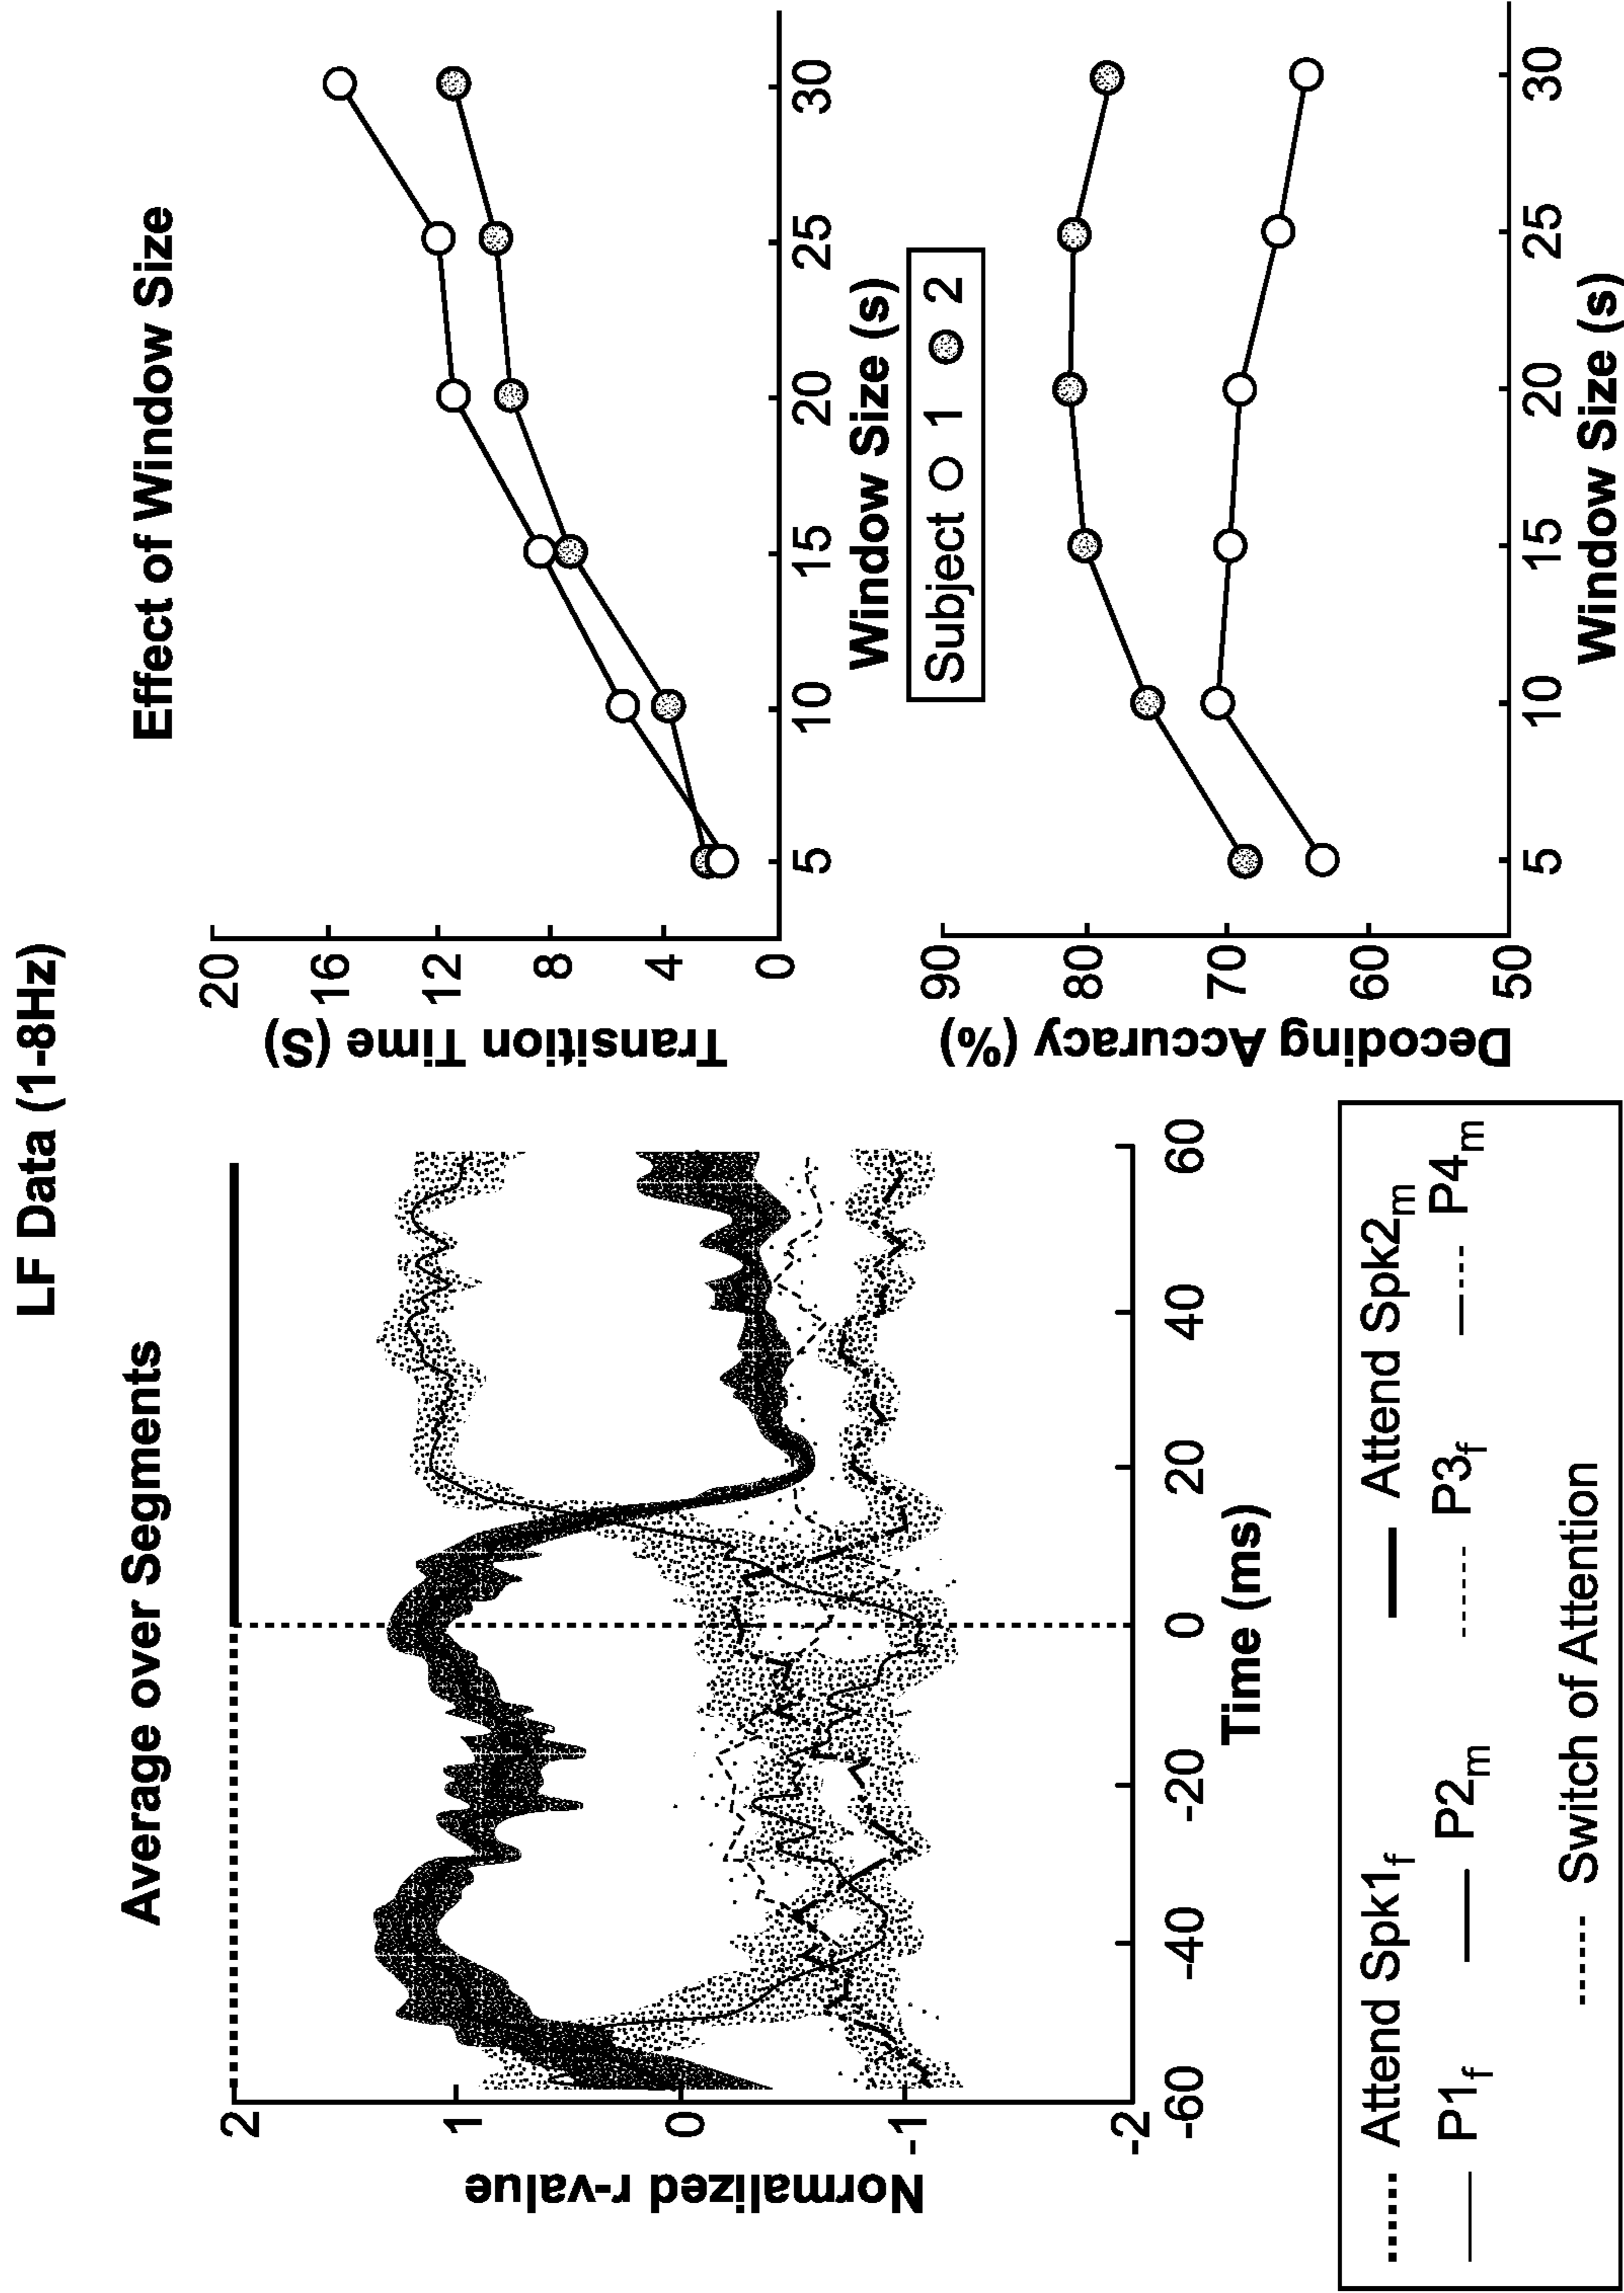 LF Data (1-8Hz)
Average over Segments
2
1
0
-1
-2
Normalized r-value
-60
-40
-20
0
20
40
60
Time (ms)
Attend Spk1f
Attend Spk2m
P1f
P2m
P3f
P4m
Switch of Attention
Effect of Window Size
20
16
12
8
4
0
Transition Time (S)
5
10
15
20
25
30
Window Size (s)
Subject 1 2
90
80
70
60
50
Decoding Accuracy (%)
5
10
15
20
25
30
Window Size (s)